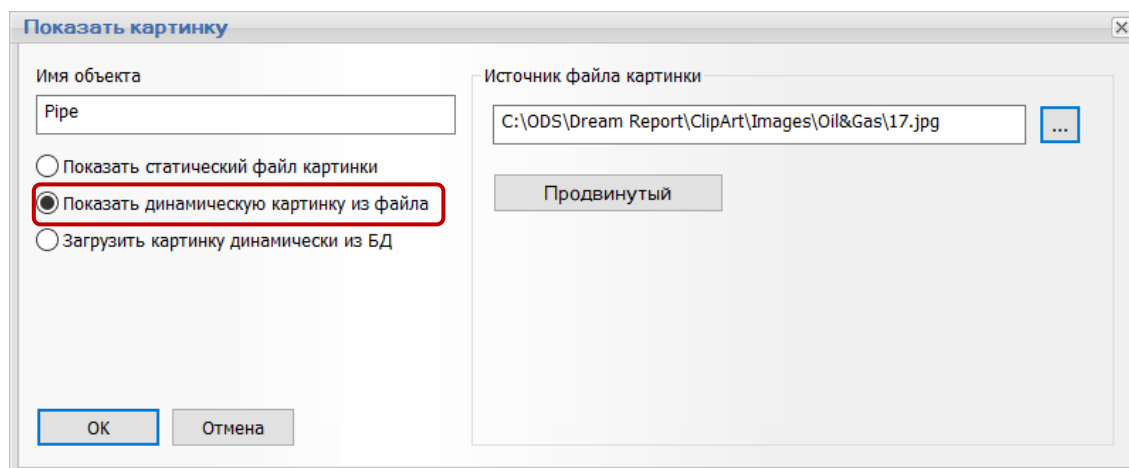 Показать картинку
Имя объекта
Pipe
Показать статический файл картинки
Показать динамическую картинку из файла
Загрузить картинку динамически из БД
OK
Отмена
Источник файла картинки
C:\ODS\Dream Report\ClipArt\Images\Oil&Gas\17.jpg
...
Продвинутый